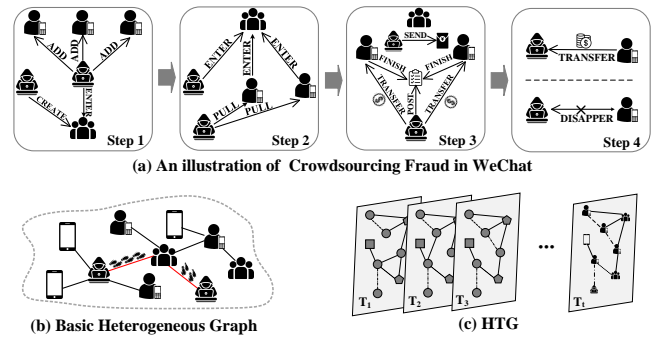 ADD
ADD
ADD
CREATE
ENTER
Step 1
ENTER
ENTER
ENTER
PULL
PULL
Step 2
SEND
FINISH
FINISH
TRANSFER
POST
TRANSFER
Step 3
TRANSFER
DISAPPER
Step 4
(a) An illustration of Crowdsourcing Fraud in WeChat
(b) Basic Heterogeneous Graph
T1
T2
T3
Tt
(c) HTG